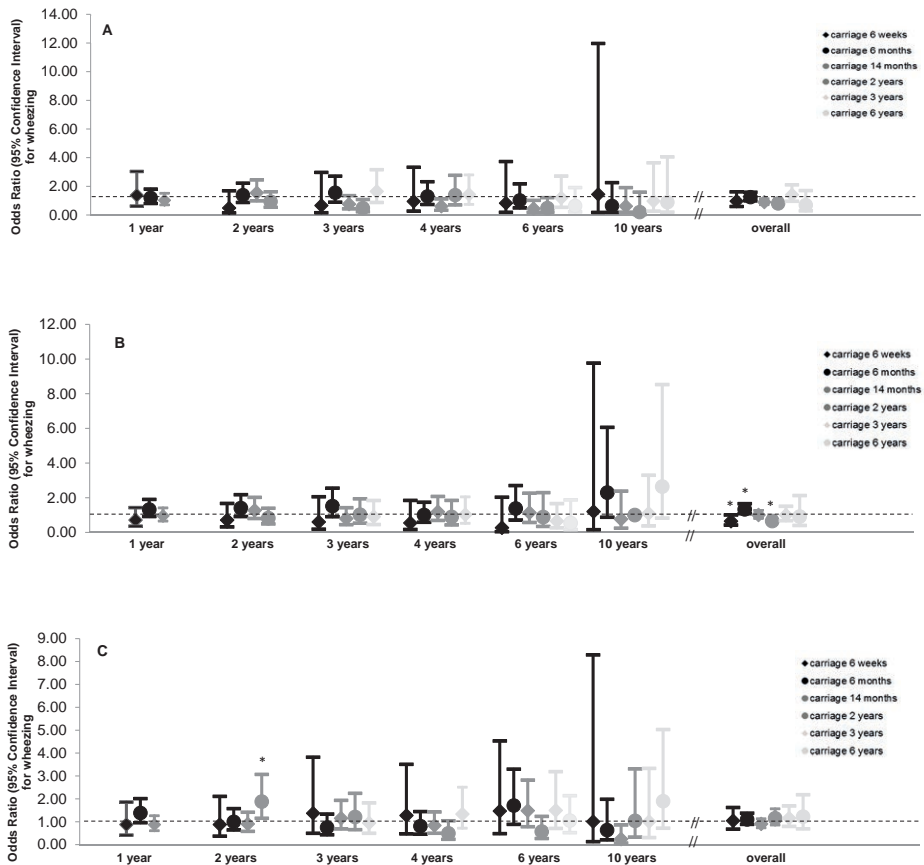 Odds Ratio (95% Confidence Interval)
for wheezing
14.00
12.00
10.00
8.00
6.00
4.00
2.00
0.00
A
carriage 6 weeks
carriage 6 months
carriage 14 months
carriage 2 years
carriage 3 years
carriage 6 years
//
//
1 year
2 years
3 years
4 years
6 years
10 years
overall
Odds Ratio (95% Confidence Interval)
for wheezing
12.00
10.00
8.00
6.00
4.00
2.00
0.00
B
carriage 6 weeks
carriage 6 months
carriage 14 months
carriage 2 years
carriage 3 years
carriage 6 years
* * *
//
//
1 year
2 years
3 years
4 years
6 years
10 years
overall
Odds Ratio (95% Confidence Interval)
for wheezing
9.00
8.00
7.00
6.00
5.00
4.00
3.00
2.00
1.00
0.00
C
carriage 6 weeks
carriage 6 months
carriage 14 months
carriage 2 years
carriage 3 years
carriage 6 years
*
//
//
1 year
2 years
3 years
4 years
6 years
10 years
overall